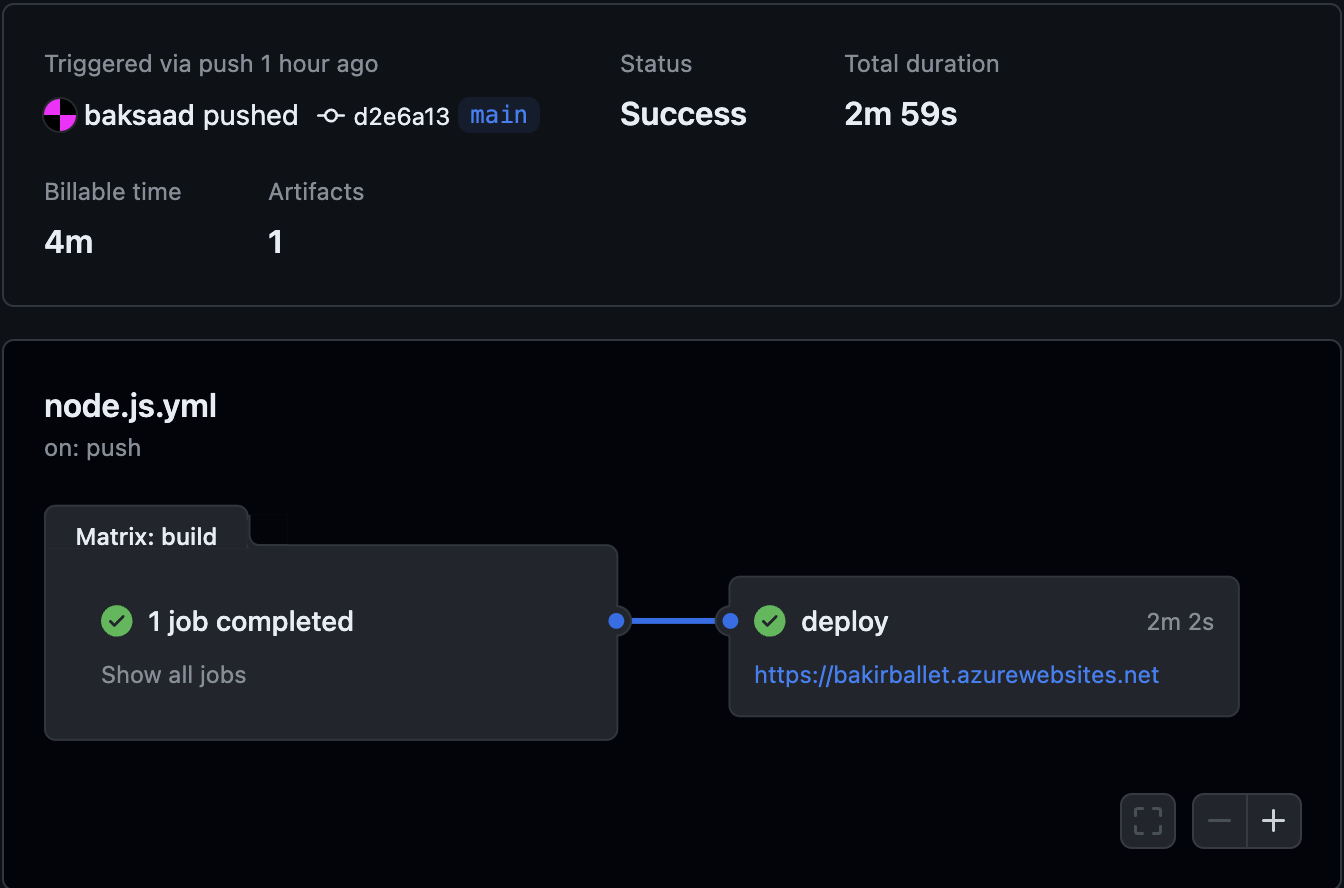 Triggered via push 1 hour ago
baksaad pushed d2e6a13 main
Status
Success
Total duration
2m 59s
Billable time
4m
Artifacts
1
node.js.yml
on: push
Matrix: build
1 job completed
Show all jobs
deploy 2m 2s
https://bakirballet.azurewebsites.net